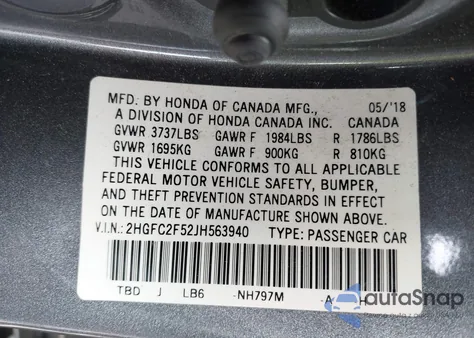 MFD. BY HONDA OF CANADA MFG., 05/'18
A DIVISION OF HONDA CANADA INC. CANADA
GVWR 3737LBS GAWR F 1984LBS R 1786LBS
GVWR 1695KG GAWR F 900KG R 810KG
THIS VEHICLE CONFORMS TO ALL APPLICABLE
FEDERAL MOTOR VEHICLE SAFETY, BUMPER,
AND THEFT PREVENTION STANDARDS IN EFFECT
ON THE DATE OF MANUFACTURE SHOWN ABOVE.
V.I.N.: 2HGFC2F52JH563940 TYPE: PASSENGER CAR
TBD J LB6 -NH797M -A H
autoSnap